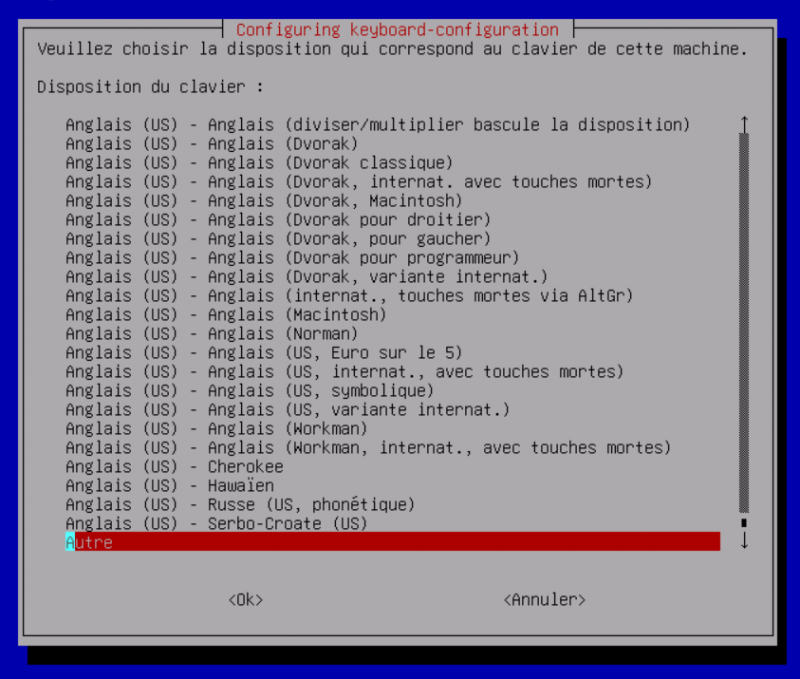 Configuring keyboard-configuration
Veuillez choisir la disposition qui correspond au clavier de cette machine.
Disposition du clavier :
Anglais (US) - Anglais (diviser/multiplier bascule la disposition)
Anglais (US) - Anglais (Dvorak)
Anglais (US) - Anglais (Dvorak classique)
Anglais (US) - Anglais (Dvorak, internat. avec touches mortes)
Anglais (US) - Anglais (Dvorak, Macintosh)
Anglais (US) - Anglais (Dvorak pour droitier)
Anglais (US) - Anglais (Dvorak, pour gaucher)
Anglais (US) - Anglais (Dvorak pour programmeur)
Anglais (US) - Anglais (Dvorak, variante internat.)
Anglais (US) - Anglais (internat., touches mortes via AltGr)
Anglais (US) - Anglais (Macintosh)
Anglais (US) - Anglais (Norman)
Anglais (US) - Anglais (US, Euro sur le 5)
Anglais (US) - Anglais (US, internat., avec touches mortes)
Anglais (US) - Anglais (US, symbolique)
Anglais (US) - Anglais (US, variante internat.)
Anglais (US) - Anglais (Workman)
Anglais (US) - Anglais (Workman, internat., avec touches mortes)
Anglais (US) - Cherokee
Anglais (US) - Hawaïen
Anglais (US) - Russe (US, phonétique)
Anglais (US) - Serbo-Croate (US)
Autre
<Ok> <Annuler>